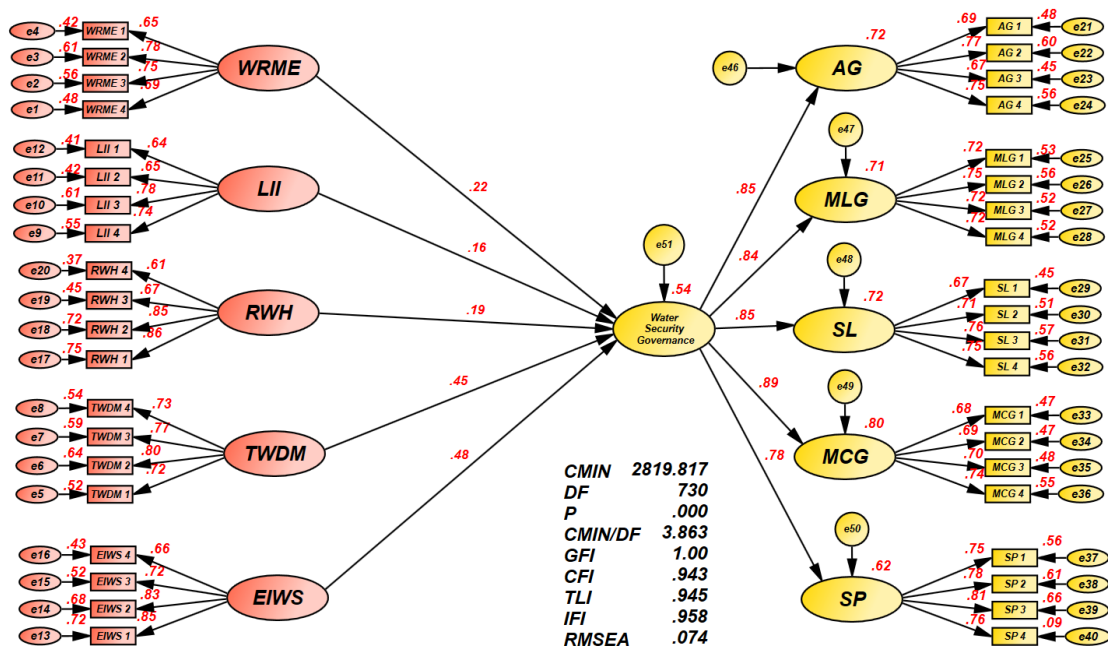 e4 .42 WRME 1 .65
e3 .61 WRME 2 .78
e2 .56 WRME 3 .75
e1 .48 WRME 4 .69
WRME
e12 .41 LII 1 .64
e11 .42 LII 2 .65
e10 .61 LII 3 .78
e9 .55 LII 4 .74
LII
e20 .37 RWH 4 .61
e19 .45 RWH 3 .67
e18 .72 RWH 2 .85
e17 .75 RWH 1 .86
RWH
e8 .54 TWDM 4 .73
e7 .59 TWDM 3 .77
e6 .64 TWDM 2 .80
e5 .52 TWDM 1 .72
TWDM
e16 .43 EIWS 4 .66
e15 .52 EIWS 3 .72
e14 .68 EIWS 2 .83
e13 .72 EIWS 1 .85
EIWS
.22
.16
.19
.45
.48
e51
.54
Water
Security
Governance
.85
.84
.85
.89
.78
CMIN 2819.817
DF 730
P .000
CMIN/DF 3.863
GFI 1.00
CFI .943
TLI .945
IFI .958
RMSEA .074
e46
.72
AG
.69 AG 1 .48 e21
.77 AG 2 .60 e22
.67 AG 3 .45 e23
.75 AG 4 .56 e24
e47
.71
MLG
.72 MLG 1 .53 e25
.75 MLG 2 .56 e26
.72 MLG 3 .52 e27
.72 MLG 4 .52 e28
e48
.72
SL
.67 SL 1 .45 e29
.71 SL 2 .51 e30
.76 SL 3 .57 e31
.75 SL 4 .56 e32
e49
.80
MCG
.68 MCG 1 .47 e33
.69 MCG 2 .47 e34
.70 MCG 3 .48 e35
.74 MCG 4 .55 e36
e50
.62
SP
.75 SP 1 .56 e37
.78 SP 2 .61 e38
.81 SP 3 .66 e39
.76 SP 4 .09 e40